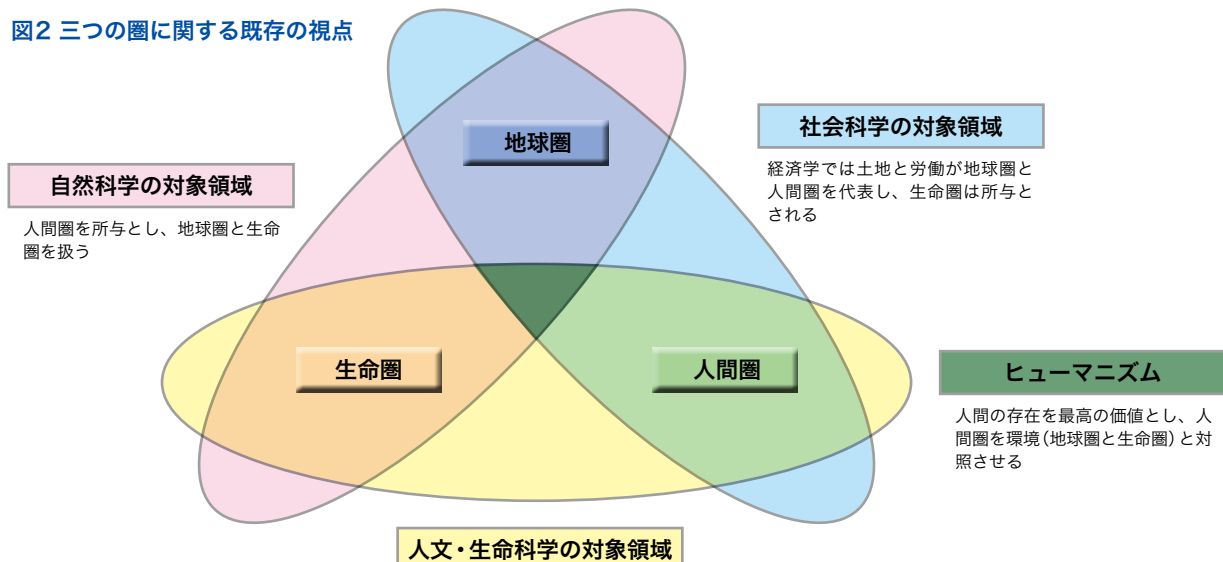 図2 三つの圏に関する既存の視点
地球圏
社会科学の対象領域
経済学では土地と労働が地球圏と
人間圏を代表し、生命圏は所与と
される
自然科学の対象領域
人間圏を所与とし、地球圏と生命
圏を扱う
生命圏
人間圏
ヒューマニズム
人間の存在を最高の価値とし、人
間圏を環境(地球圏と生命圏)と対
照させる
人文・生命科学の対象領域